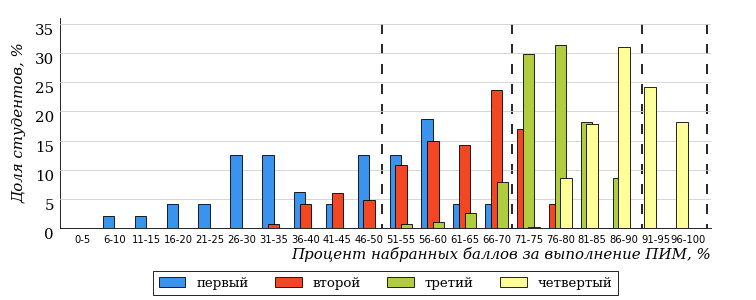 Доля студентов, %
35
30
25
20
15
10
5
0
0-5 6-10 11-15 16-20 21-25 26-30 31-35 36-40 41-45 46-50 51-55 56-60 61-65 66-70 71-75 76-80 81-85 86-90 91-95 96-100
Процент набранных баллов за выполнение ПИМ, %
первый второй третий четвертый